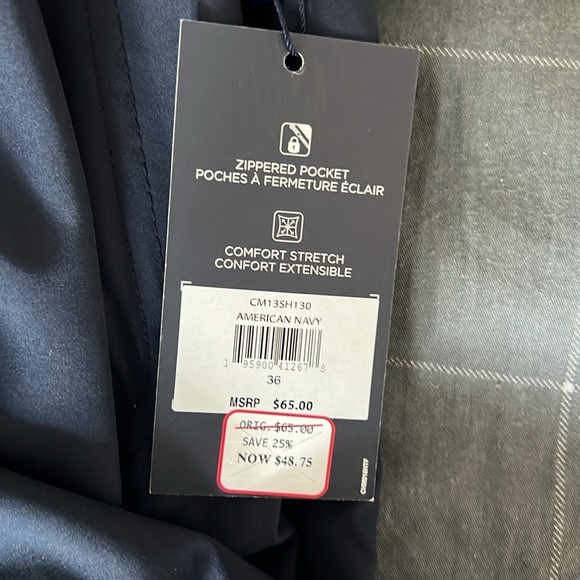 ZIPPERED POCKET
POCHES À FERMETURE ÉCLAIR
COMFORT STRETCH
CONFORT EXTENSIBLE
CM13SH130
AMERICAN NAVY
1 95900 41267 8
36
MSRP $65.00
ORIG. $65.00
SAVE 25%
NOW $48.75